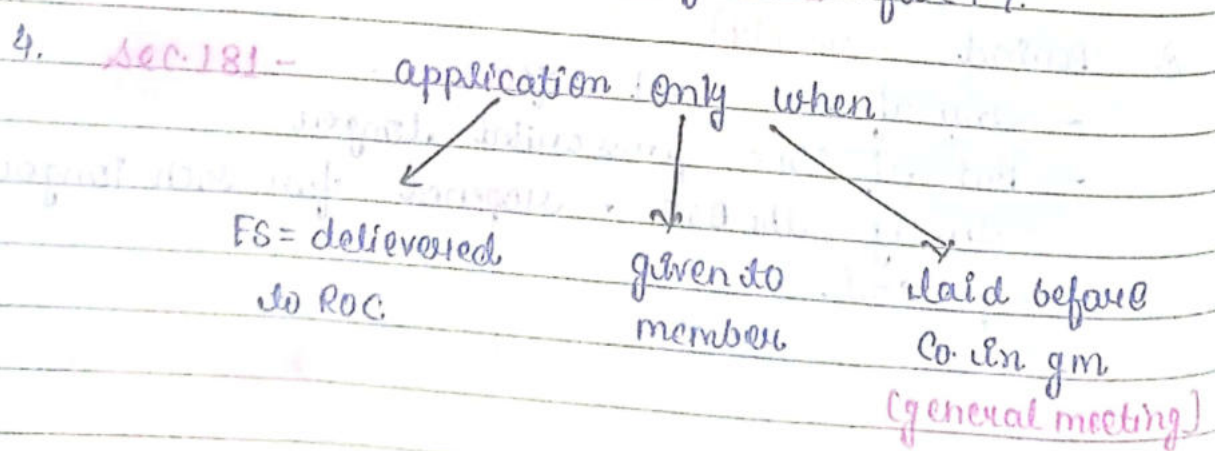 4. Sec. 181 - application only when
FS = delievered
to ROC
given to
member
laid before
Co. in gm
(general meeting)